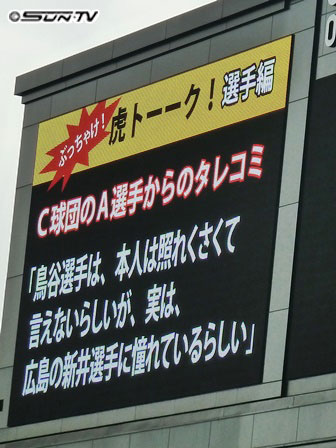 ©SUN-TV
ぶっちゃけ!
虎トーーク!選手編
C球団のA選手からのタレコミ
「鳥谷選手は、本人は照れくさくて
言えないらしいが、実は、
広島の新井選手に憧れているらしい」